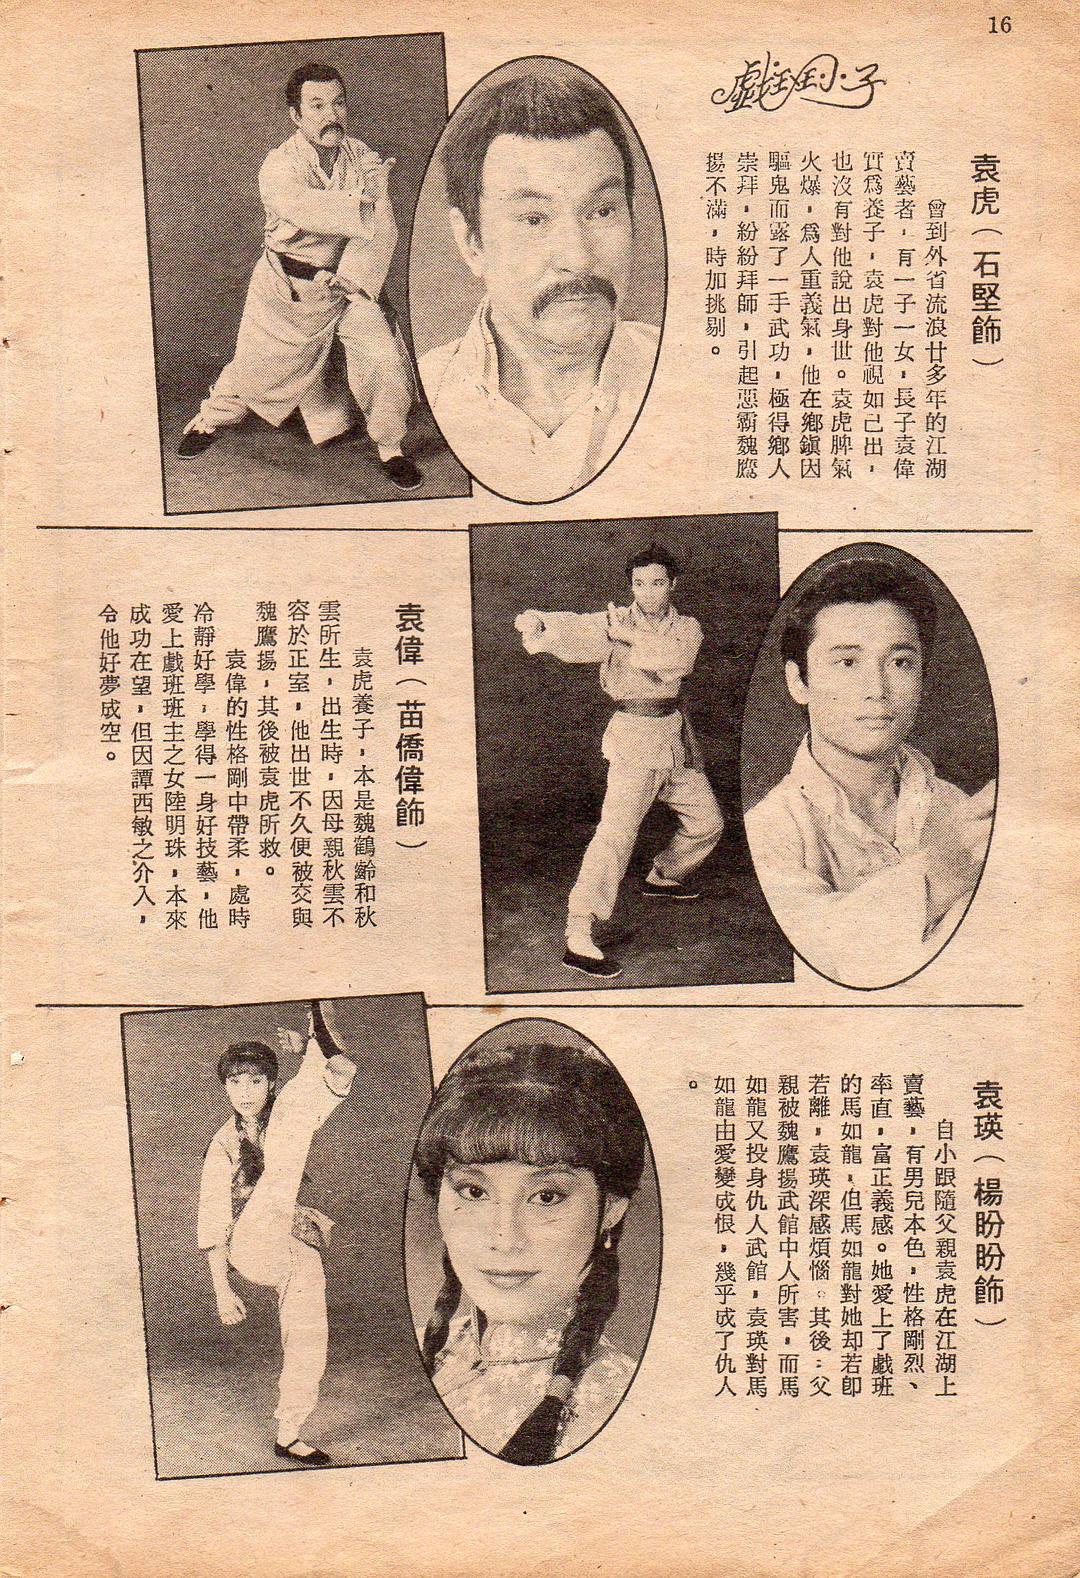 16
袁虎（石堅飾）
曾到外省流浪廿多年的江湖
賣藝者，有一子一女，長子袁偉
實爲養子，袁虎對他視如己出，
也沒有對他說出身世。袁虎脾氣
火爆，爲人重義氣，他在鄉鎭因
驅鬼而露了一手武功，極得鄉人
崇拜，紛紛拜師，引起惡霸魏鷹
揚不滿，時加挑剔。
袁偉（苗僑偉飾）
袁虎養子，本是魏鶴齡和秋
雲所生，出生時，因母親秋雲不
容於正室，他出世不久便被交與
魏鷹揚，其後被袁虎所救。
袁偉的性格剛中帶柔，處時
冷靜好學，學得一身好技藝，他
愛上戲班班主之女陸明珠，本來
成功在望，但因譚西敏之介入，
令他好夢成空。
袁瑛（楊盼盼飾）
自小跟隨父親袁虎在江湖上
賣藝，有男兒本色，性格剛烈、
率直，富正義感。她愛上了戲班
的馬如龍，但馬如龍對她却若卽
若離，袁瑛深感煩惱。其後：父
親被魏鷹揚武館中人所害，而馬
如龍又投身仇人武館，袁瑛對馬
如龍由愛變成恨，幾乎成了仇人
。